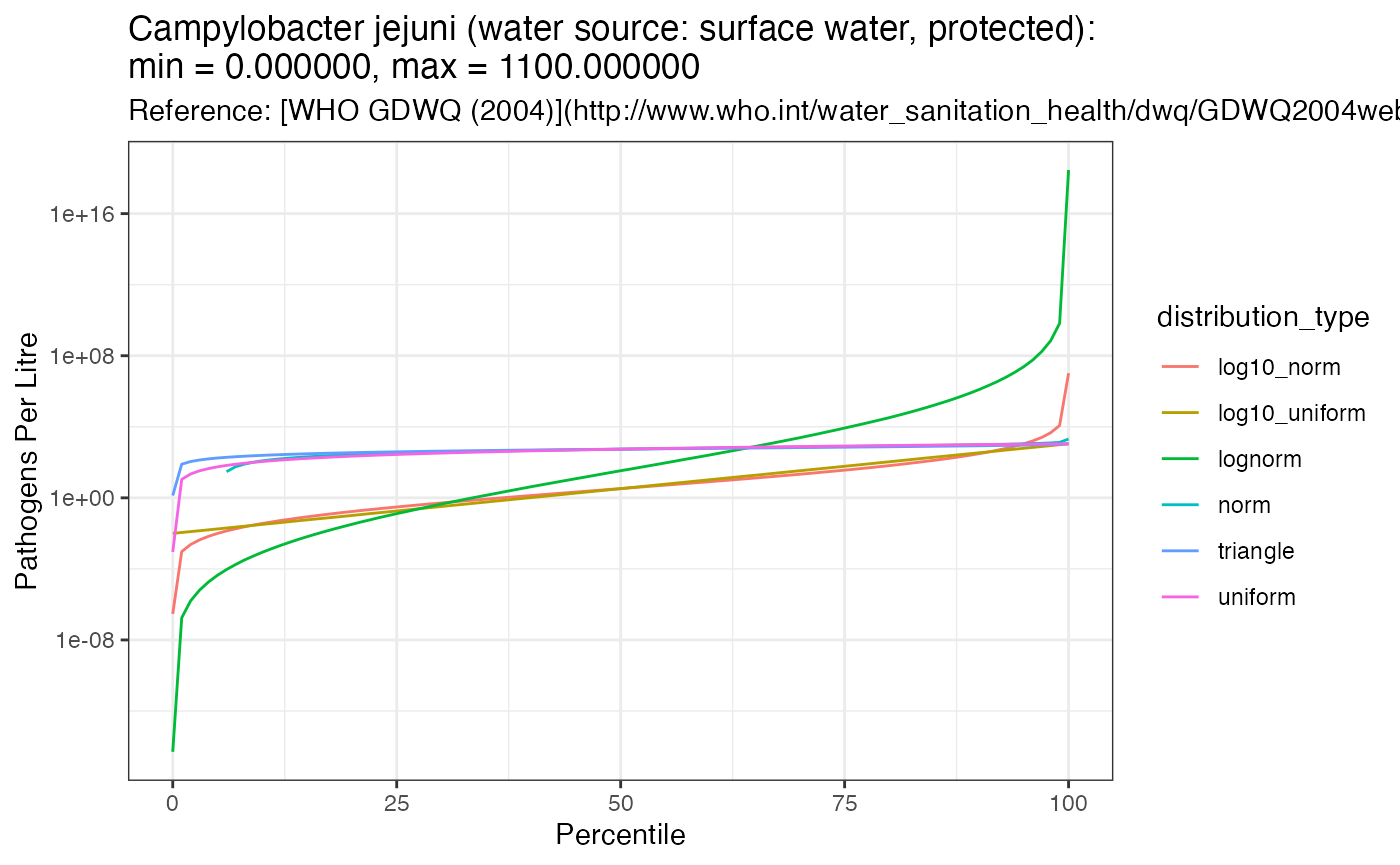 Campylobacter jejuni (water source: surface water, protected):
min = 0.000000, max = 1100.000000
Reference: [WHO GDWQ (2004)](http://www.who.int/water_sanitation_health/dwq/GDWQ2004web
1e+16
1e+08
1e+00
1e-08
Pathogens Per Litre
0 25 50 75 100
Percentile
distribution_type
log10_norm
log10_uniform
lognorm
norm
triangle
uniform